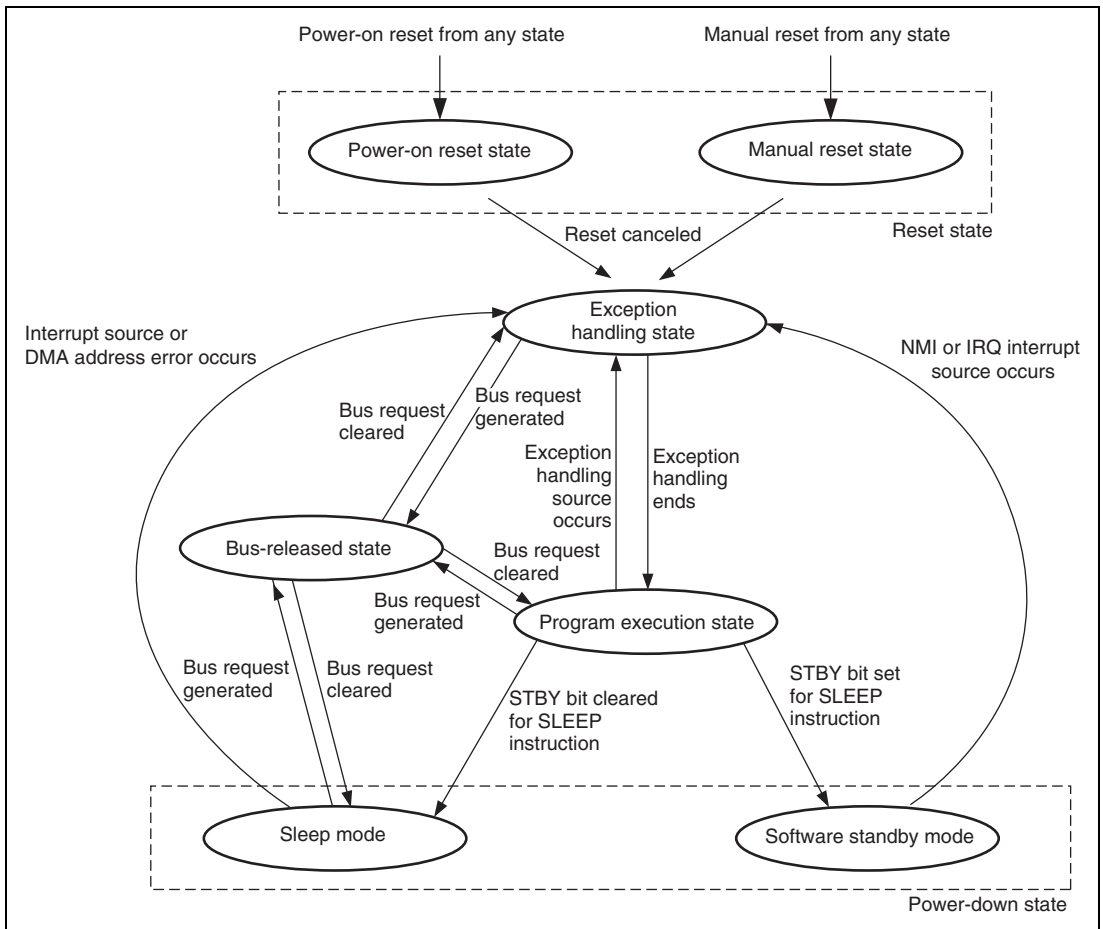 Power-on reset from any state
Manual reset from any state
Power-on reset state
Manual reset state
Reset state
Reset canceled
Exception
handling state
Interrupt source or
DMA address error occurs
NMI or IRQ interrupt
source occurs
Bus request
cleared
Bus request
generated
Exception
handling
source
occurs
Exception
handling
ends
Bus-released state
Bus request
cleared
Bus request
generated
Program execution state
Bus request
generated
Bus request
cleared
STBY bit cleared
for SLEEP
instruction
STBY bit set
for SLEEP
instruction
Sleep mode
Software standby mode
Power-down state